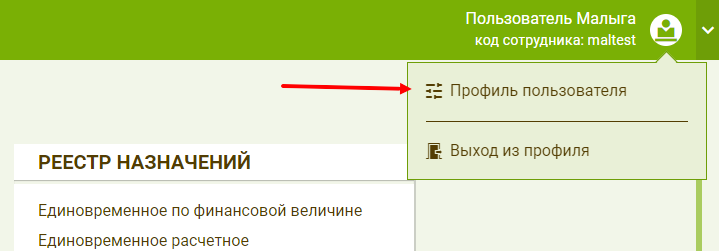 Пользователь Малыга
код сотрудника: maltest
Профиль пользователя
Выход из профиля
РЕЕСТР НАЗНАЧЕНИЙ
Единовременное по финансовой величине
Единовременное расчетное